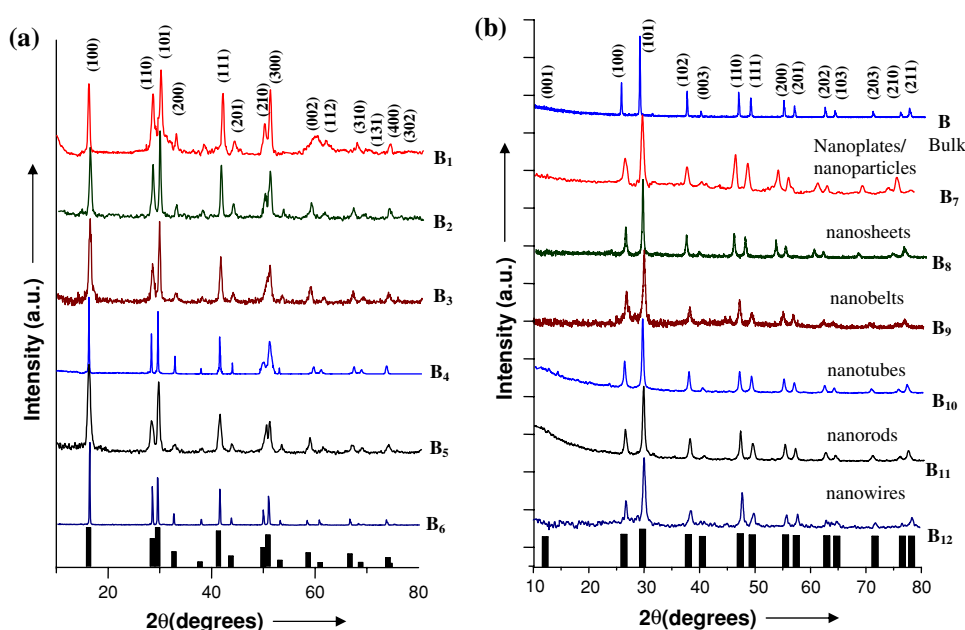 (a)
(100)
(110)
(101)
(200)
(111)
(201)
(210)
(300)
(002)
(112)
(310)
(131)
(400)
(302)
B1
B2
B3
B4
B5
B6
Intensity (a.u.)
20 40 60 80
2θ(degrees)
(b)
(001)
(100)
(101)
(102)
(003)
(110)
(111)
(200)
(201)
(202)
(103)
(203)
(210)
(211)
B
Bulk
Nanoplates/
nanoparticles
B7
nanosheets
B8
nanobelts
B9
nanotubes
B10
nanorods
B11
nanowires
B12
Intensity (a.u.)
10 20 30 40 50 60 70 80
2θ(degrees)